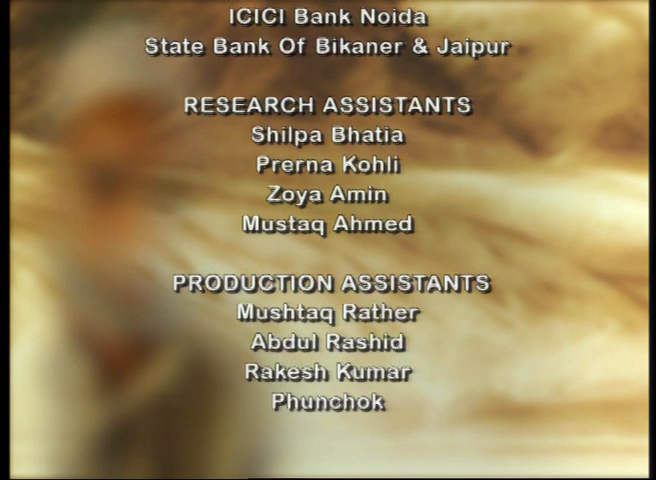 ICICI Bank Noida
State Bank Of Bikaner & Jaipur
RESEARCH ASSISTANTS
Shilpa Bhatia
Prerna Kohli
Zoya Amin
Mustaq Ahmed
PRODUCTION ASSISTANTS
Mushtaq Rather
Abdul Rashid
Rakesh Kumar
Phunchok